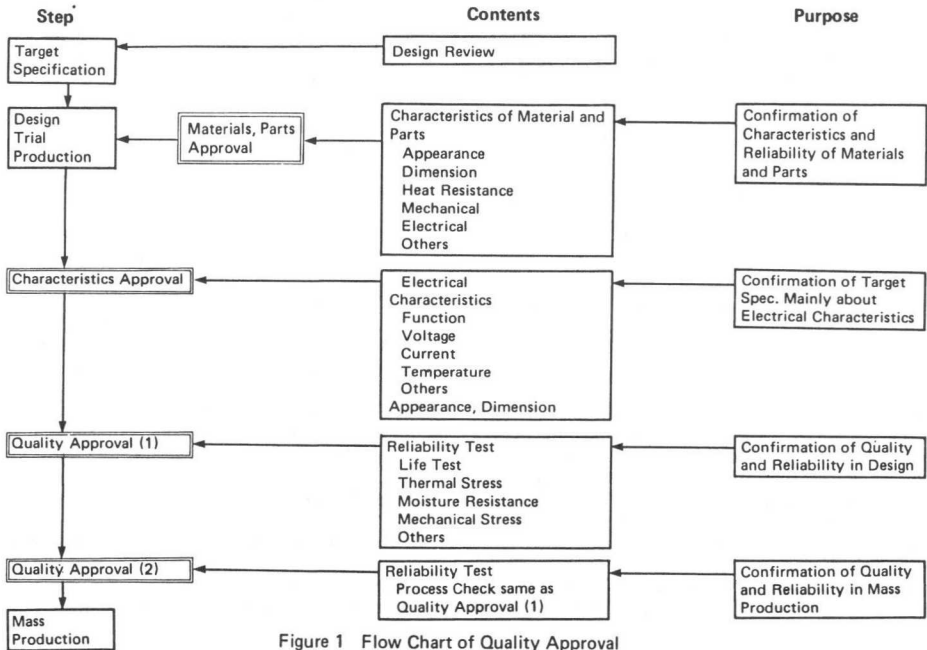 Step
Contents
Purpose
Target
Specification
Design Review
Design
Trial
Production
Materials, Parts
Approval
Characteristics of Material and
Parts
Appearance
Dimension
Heat Resistance
Mechanical
Electrical
Others
Confirmation of
Characteristics and
Reliability of Materials
and Parts
Characteristics Approval
Electrical
Characteristics
Function
Voltage
Current
Temperature
Others
Appearance, Dimension
Confirmation of Target
Spec. Mainly about
Electrical Characteristics
Quality Approval (1)
Reliability Test
Life Test
Thermal Stress
Moisture Resistance
Mechanical Stress
Others
Confirmation of Quality
and Reliability in Design
Quality Approval (2)
Reliability Test
Process Check same as
Quality Approval (1)
Confirmation of Quality
and Reliability in Mass
Production
Mass
Production
Figure 1 Flow Chart of Quality Approval